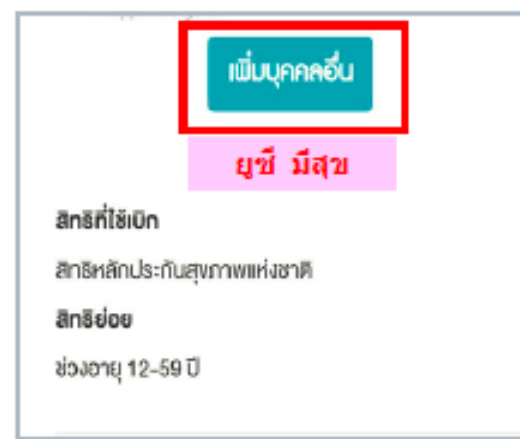 เพิ่มบุคคลอื่น
ยูซี มีสุข
สิทธิที่ใช้เบิก
สิทธิหลักประกันสุขภาพแห่งชาติ
สิทธิย่อย
ช่วงอายุ 12-59 ปี